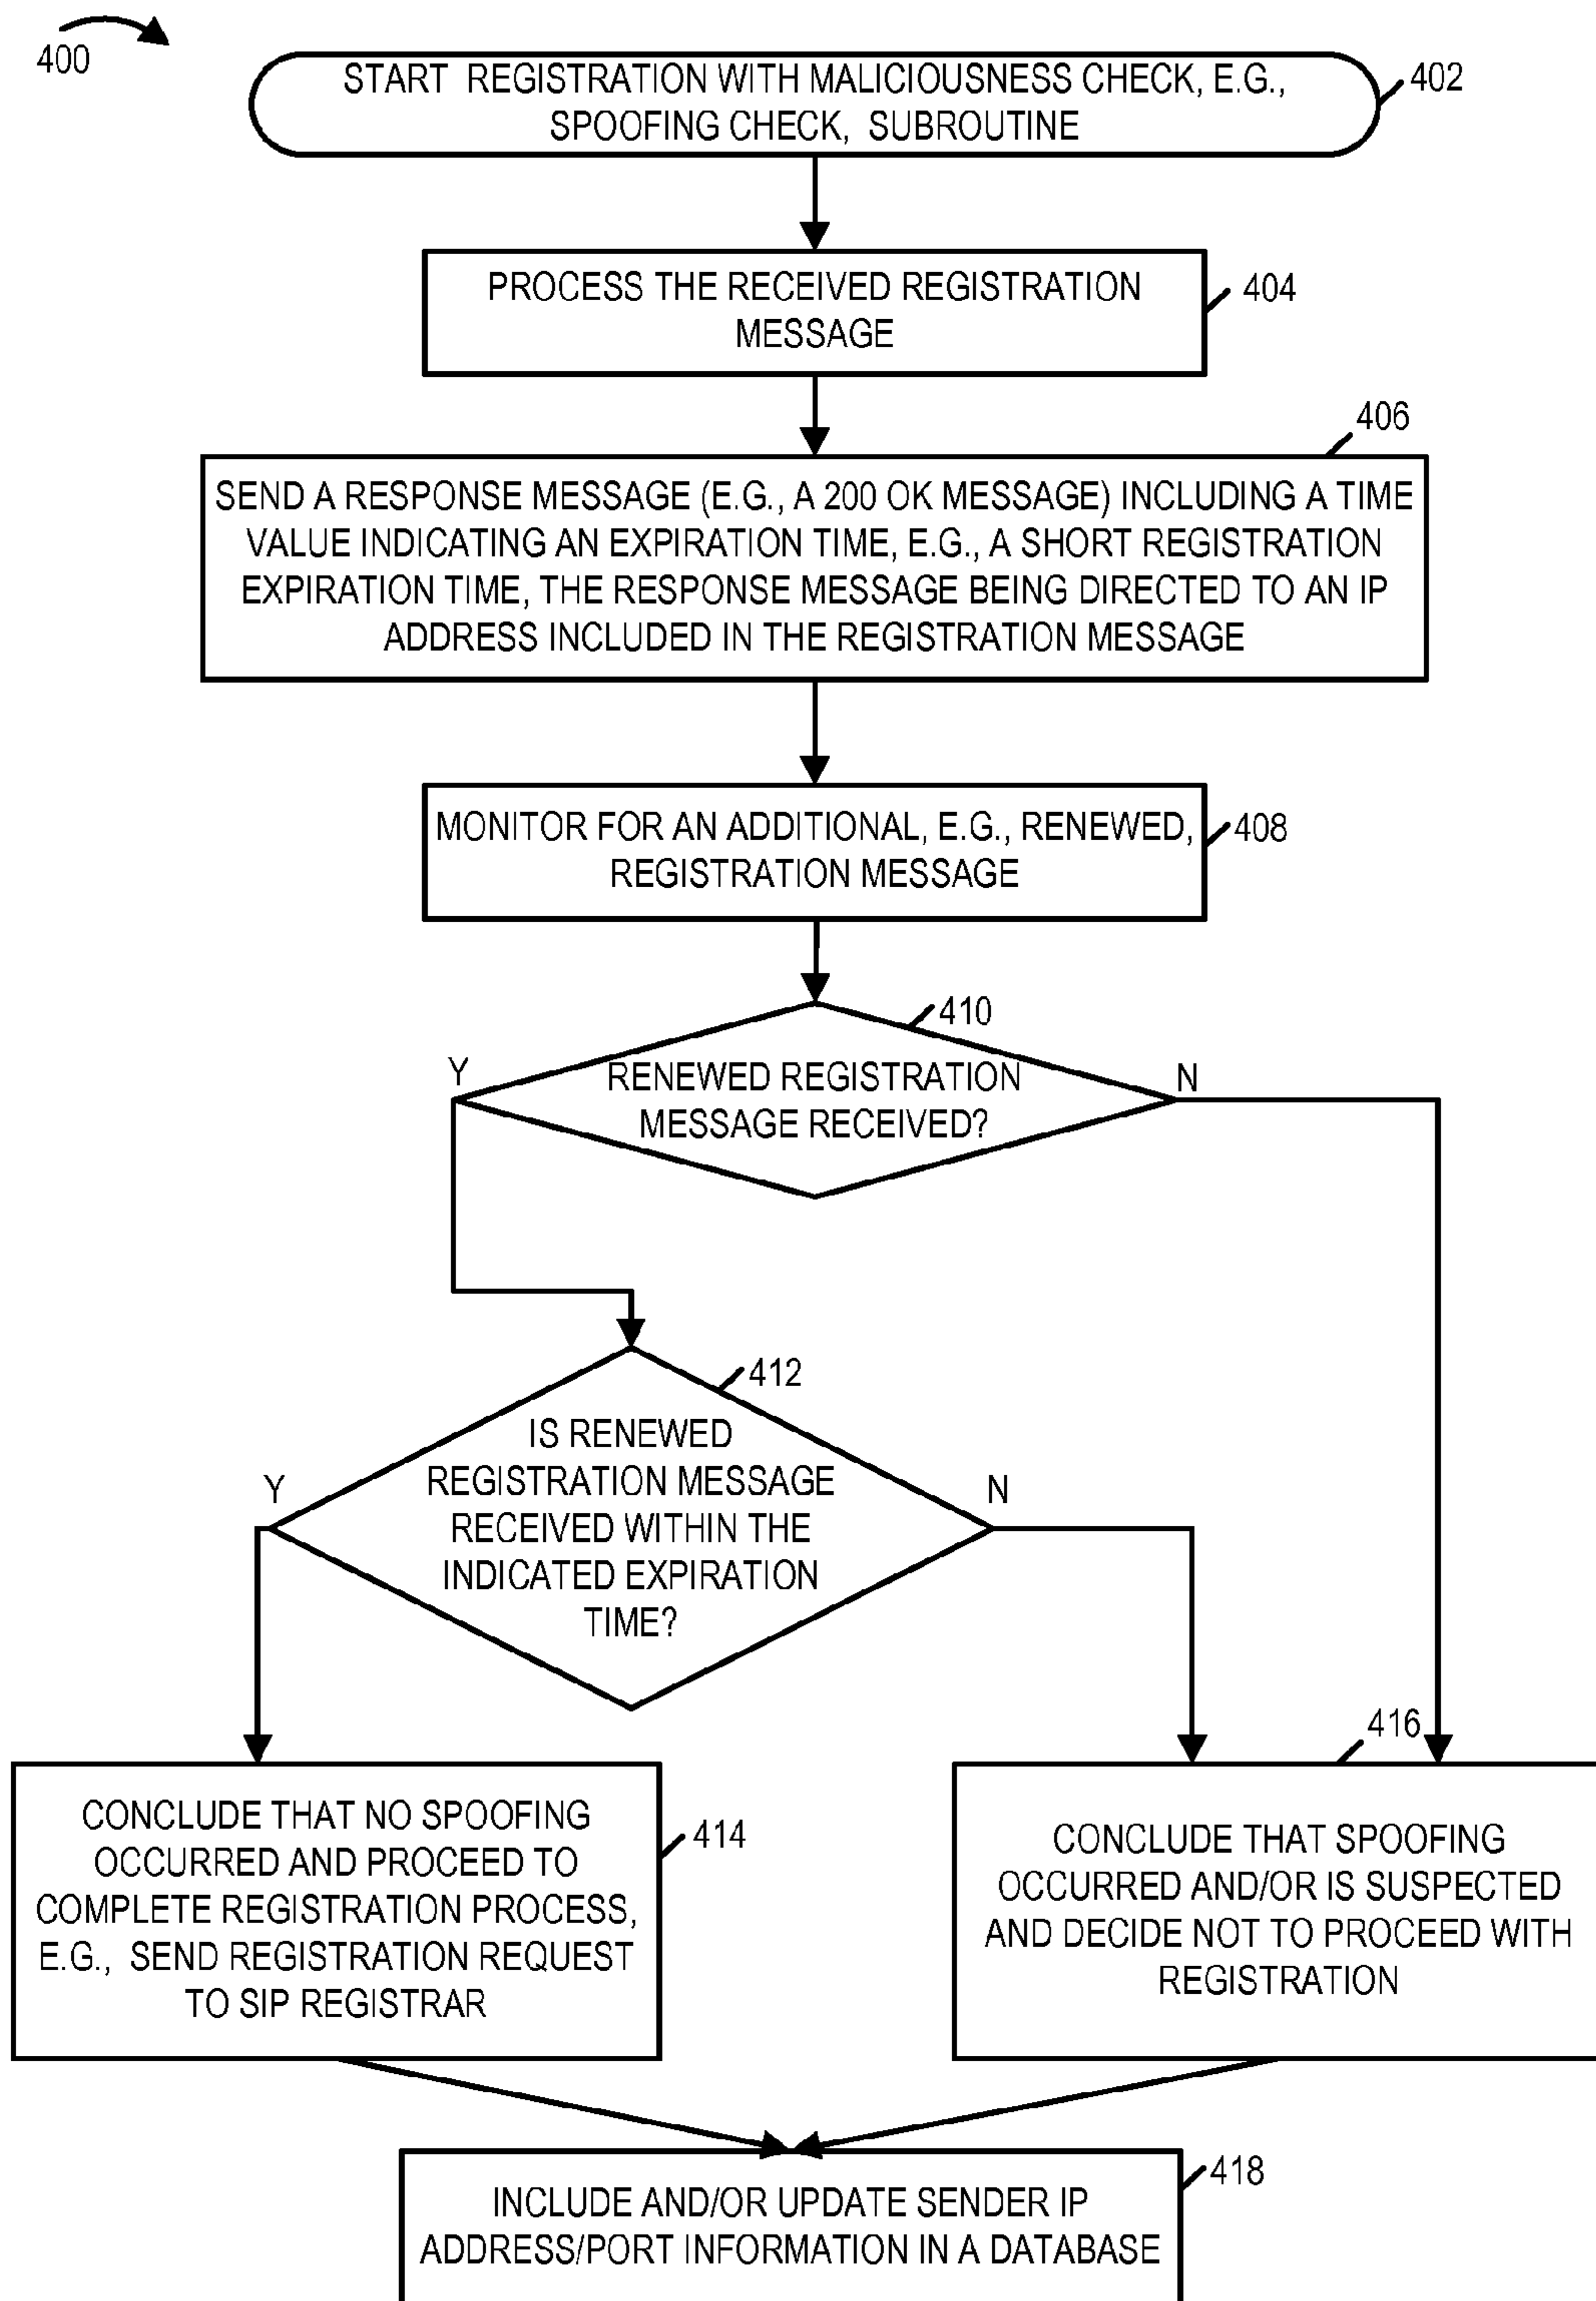 400
START REGISTRATION WITH MALICIOUSNESS CHECK, E.G.,
SPOOFING CHECK, SUBROUTINE
402
PROCESS THE RECEIVED REGISTRATION
MESSAGE
404
406
SEND A RESPONSE MESSAGE (E.G., A 200 OK MESSAGE) INCLUDING A TIME
VALUE INDICATING AN EXPIRATION TIME, E.G., A SHORT REGISTRATION
EXPIRATION TIME, THE RESPONSE MESSAGE BEING DIRECTED TO AN IP
ADDRESS INCLUDED IN THE REGISTRATION MESSAGE
MONITOR FOR AN ADDITIONAL, E.G., RENEWED,
REGISTRATION MESSAGE
408
410
Y
RENEWED REGISTRATION
MESSAGE RECEIVED?
N
412
IS RENEWED
REGISTRATION MESSAGE
RECEIVED WITHIN THE
INDICATED EXPIRATION
TIME?
Y
N
CONCLUDE THAT NO SPOOFING
OCCURRED AND PROCEED TO
COMPLETE REGISTRATION PROCESS,
E.G., SEND REGISTRATION REQUEST
TO SIP REGISTRAR
414
416
CONCLUDE THAT SPOOFING
OCCURRED AND/OR IS SUSPECTED
AND DECIDE NOT TO PROCEED WITH
REGISTRATION
INCLUDE AND/OR UPDATE SENDER IP
ADDRESS/PORT INFORMATION IN A DATABASE
418